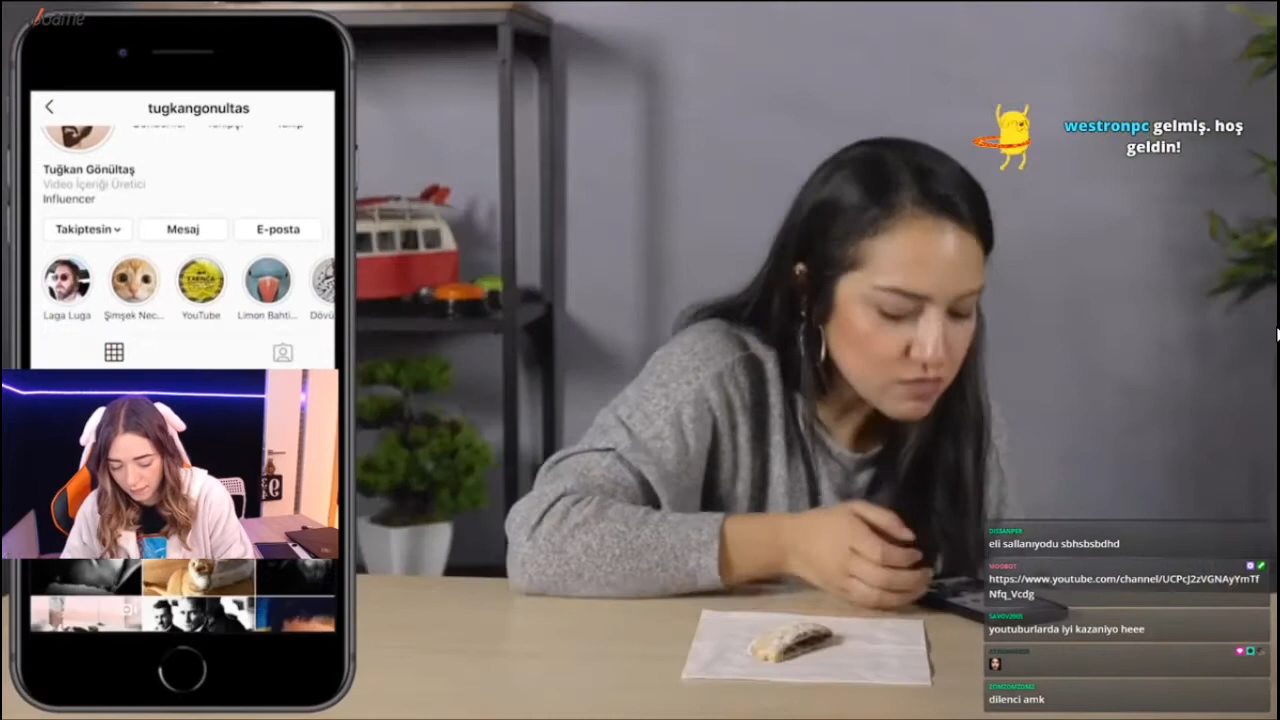 tugkangonultas
Tuğkan Gönültaş
Video İçeriği Üretici
Influencer
Takiptesin
Mesaj
E-posta
Laga Luga
Şimşek Nec...
YouTube
Limon Bahti...
westronpc gelmiş. hoş
geldin!
eli sallanıyodu sbhsbsbdhd
https://www.youtube.com/channel/UCPcJ2zVGNAyYmTf
Nfq_Vcdg
youtuburlarda iyi kazaniyo heee
dilenci amk